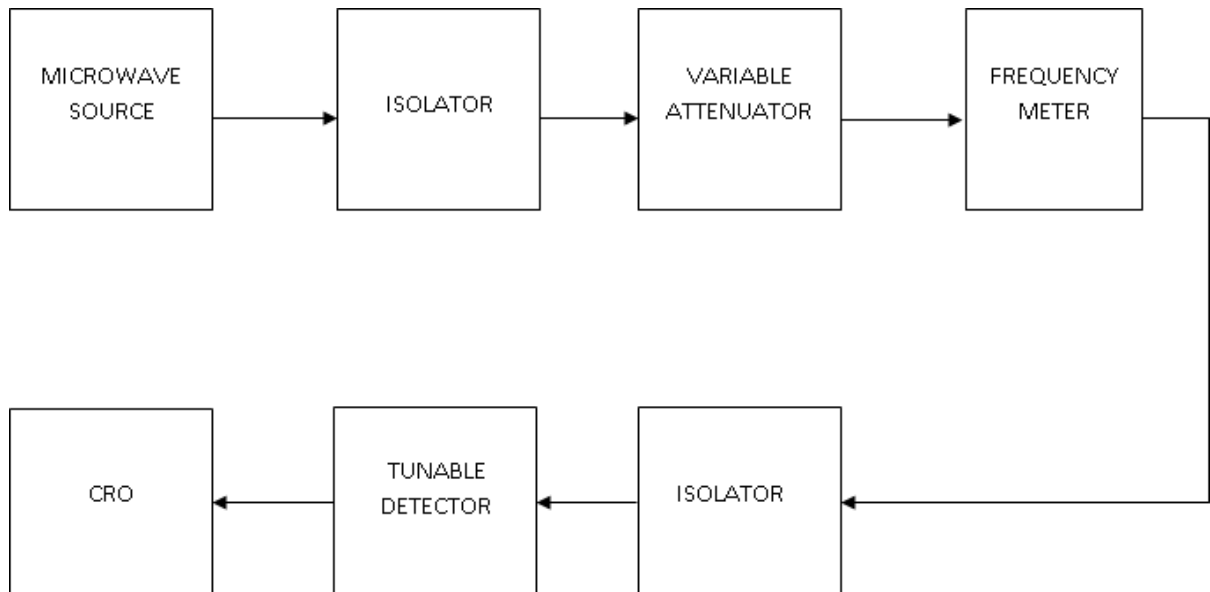 MICROWAVE
SOURCE
ISOLATOR
VARIABLE
ATTENUATOR
FREQUENCY
METER
CRO
TUNABLE
DETECTOR
ISOLATOR